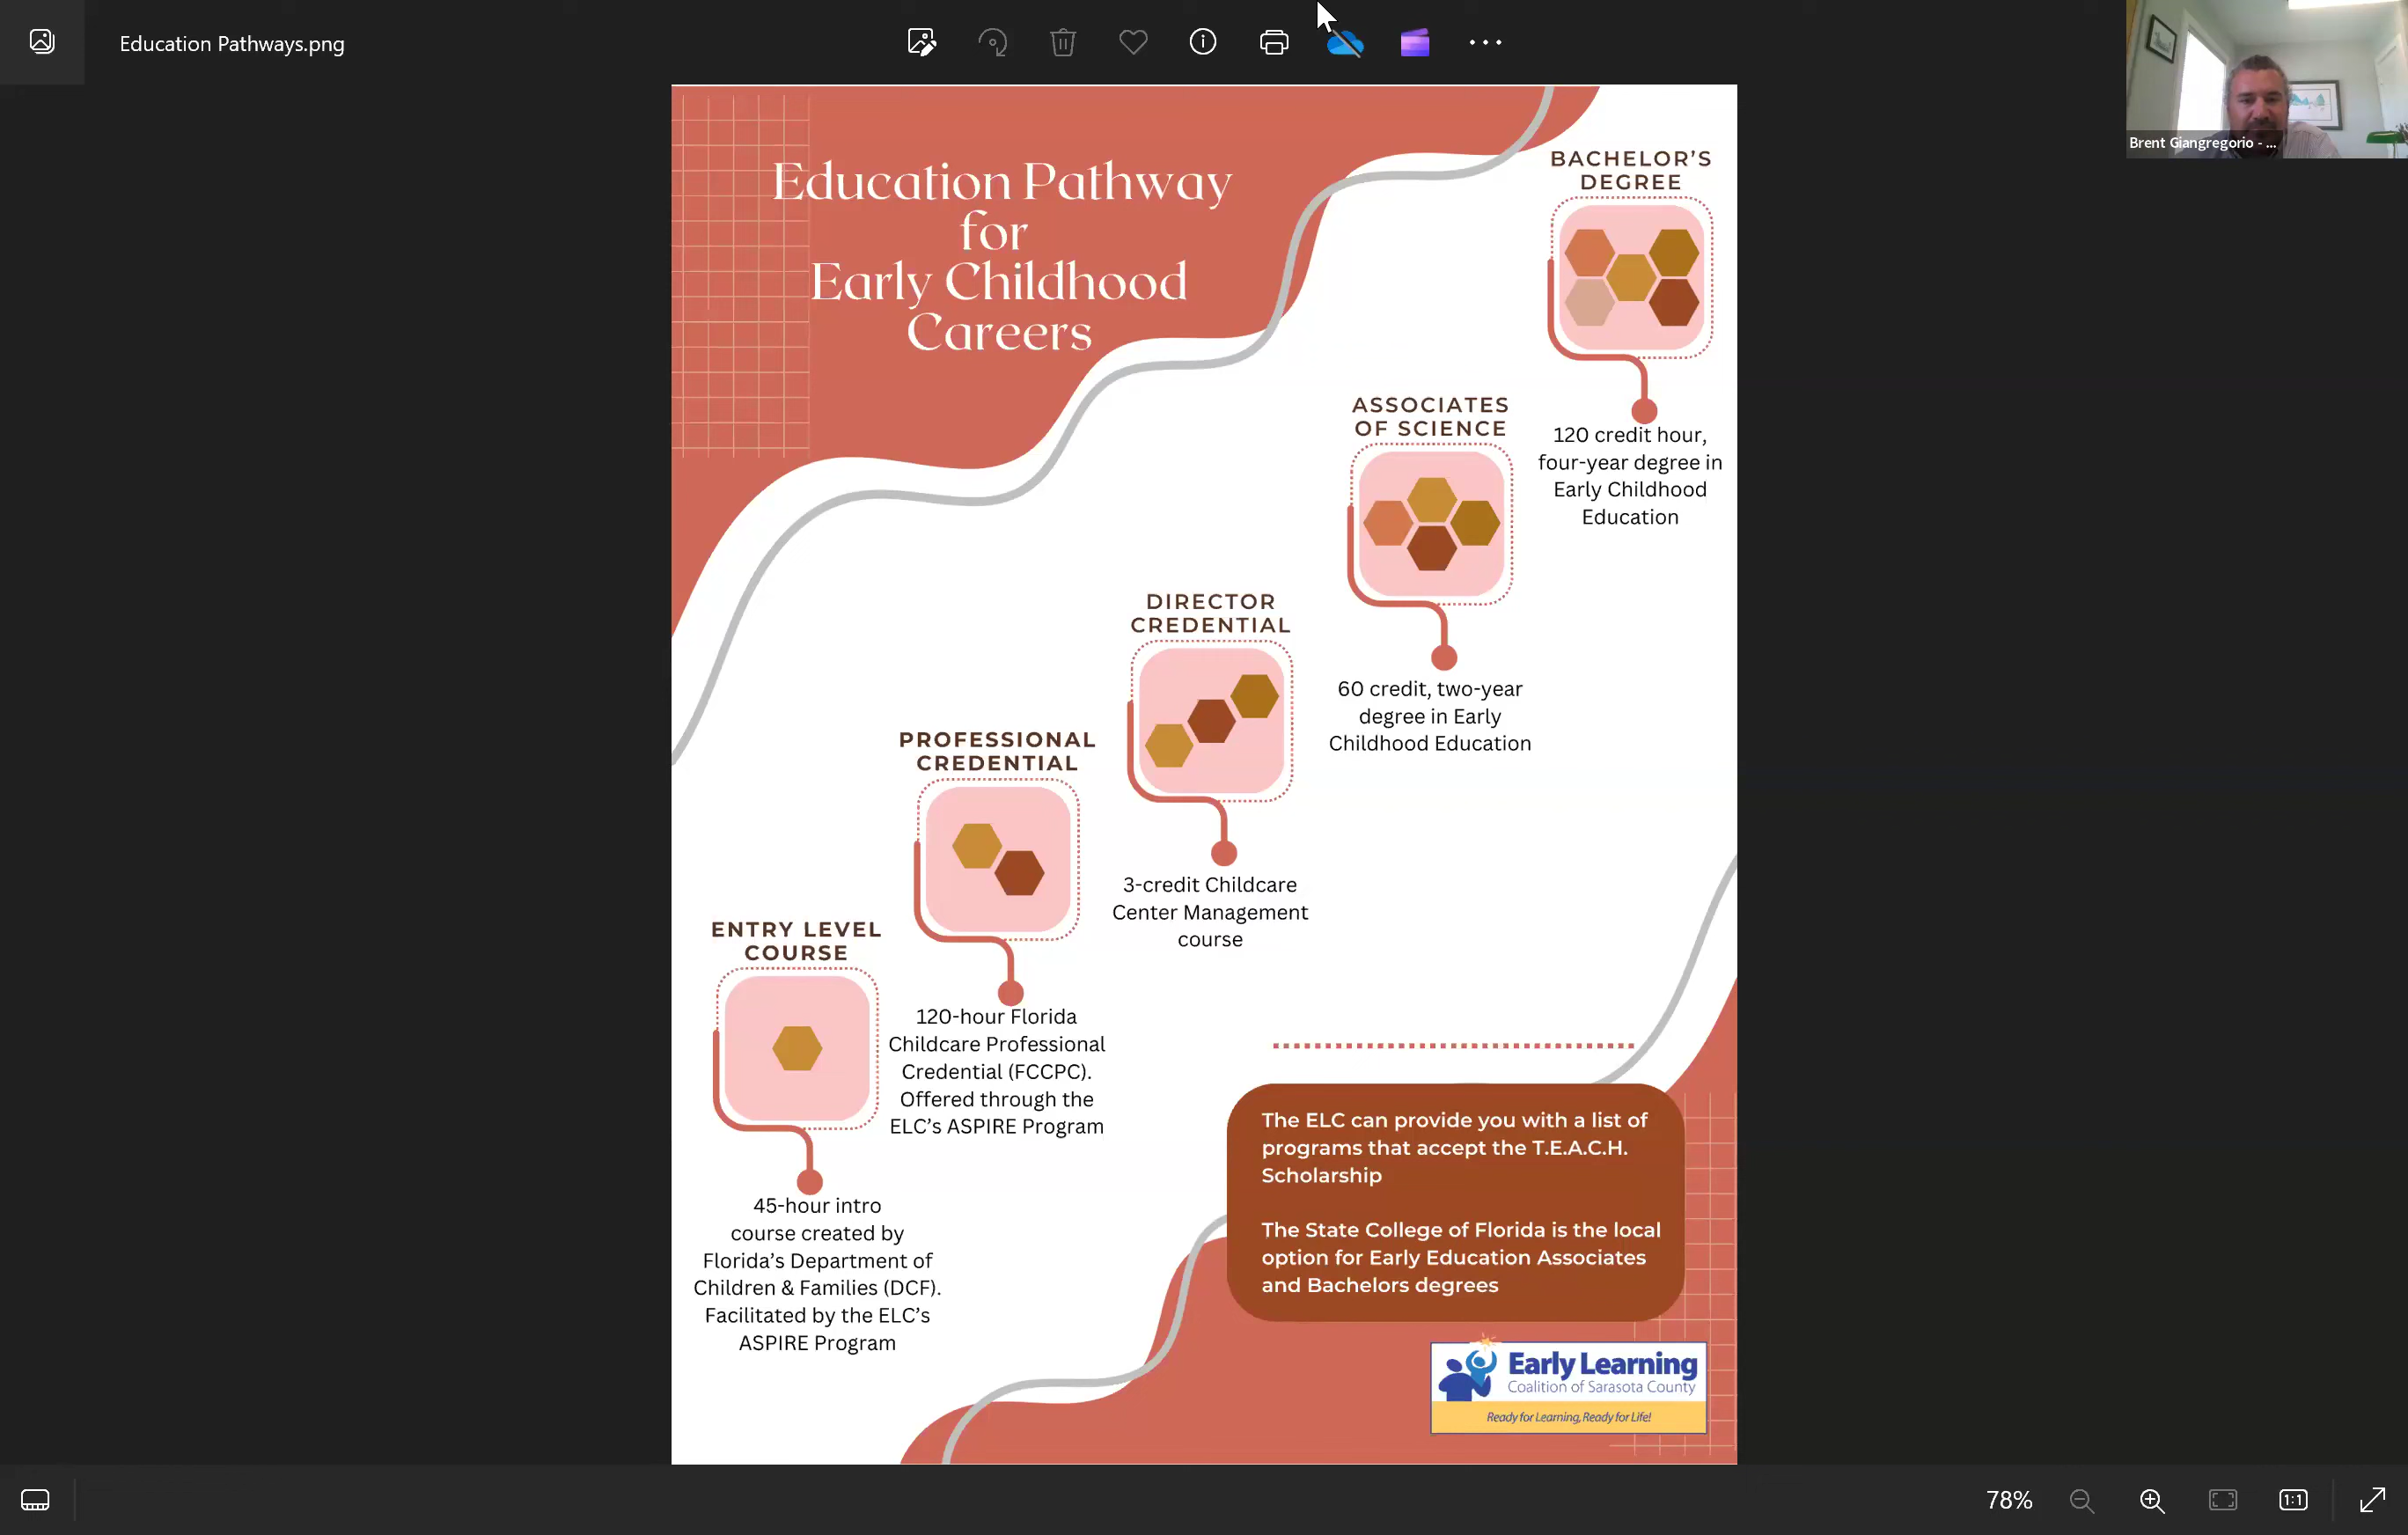 Education Pathways.png
Brent Giangregorio - ...
Education Pathway
for
Early Childhood
Careers
BACHELOR'S
DEGREE
120 credit hour,
four-year degree in
Early Childhood
Education
ASSOCIATES
OF SCIENCE
60 credit, two-year
degree in Early
Childhood Education
DIRECTOR
CREDENTIAL
3-credit Childcare
Center Management
course
PROFESSIONAL
CREDENTIAL
120-hour Florida
Childcare Professional
Credential (FCCPC).
Offered through the
ELC's ASPIRE Program
ENTRY LEVEL
COURSE
45-hour intro
course created by
Florida's Department of
Children & Families (DCF).
Facilitated by the ELC's
ASPIRE Program
The ELC can provide you with a list of
programs that accept the T.E.A.C.H.
Scholarship
The State College of Florida is the local
option for Early Education Associates
and Bachelors degrees
Early Learning
Coalition of Sarasota County
Ready for Learning, Ready for Life!
78%
1:1